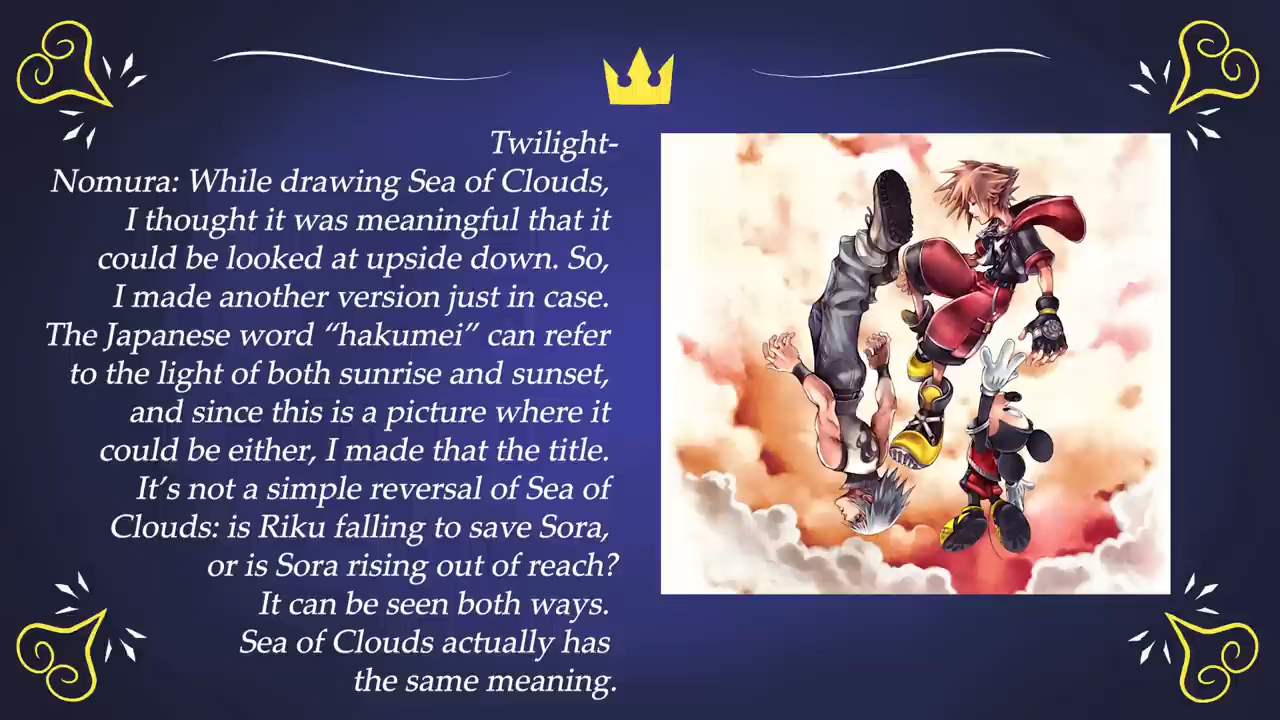 Twilight-
Nomura: While drawing Sea of Clouds,
I thought it was meaningful that it
could be looked at upside down. So,
I made another version just in case.
The Japanese word “hakumei” can refer
to the light of both sunrise and sunset,
and since this is a picture where it
could be either, I made that the title.
It’s not a simple reversal of Sea of
Clouds: is Riku falling to save Sora,
or is Sora rising out of reach?
It can be seen both ways.
Sea of Clouds actually has
the same meaning.